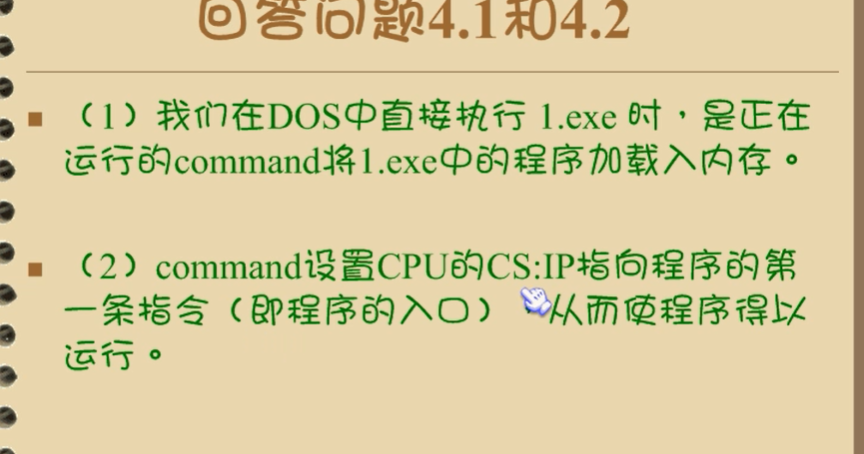 回答问题4.1和4.2
（1）我们在DOS中直接执行 1.exe 时，是正在
运行的command将1.exe中的程序加载入内存。
（2）command设置CPU的CS:IP指向程序的第
一条指令（即程序的入口），从而使程序得以
运行。